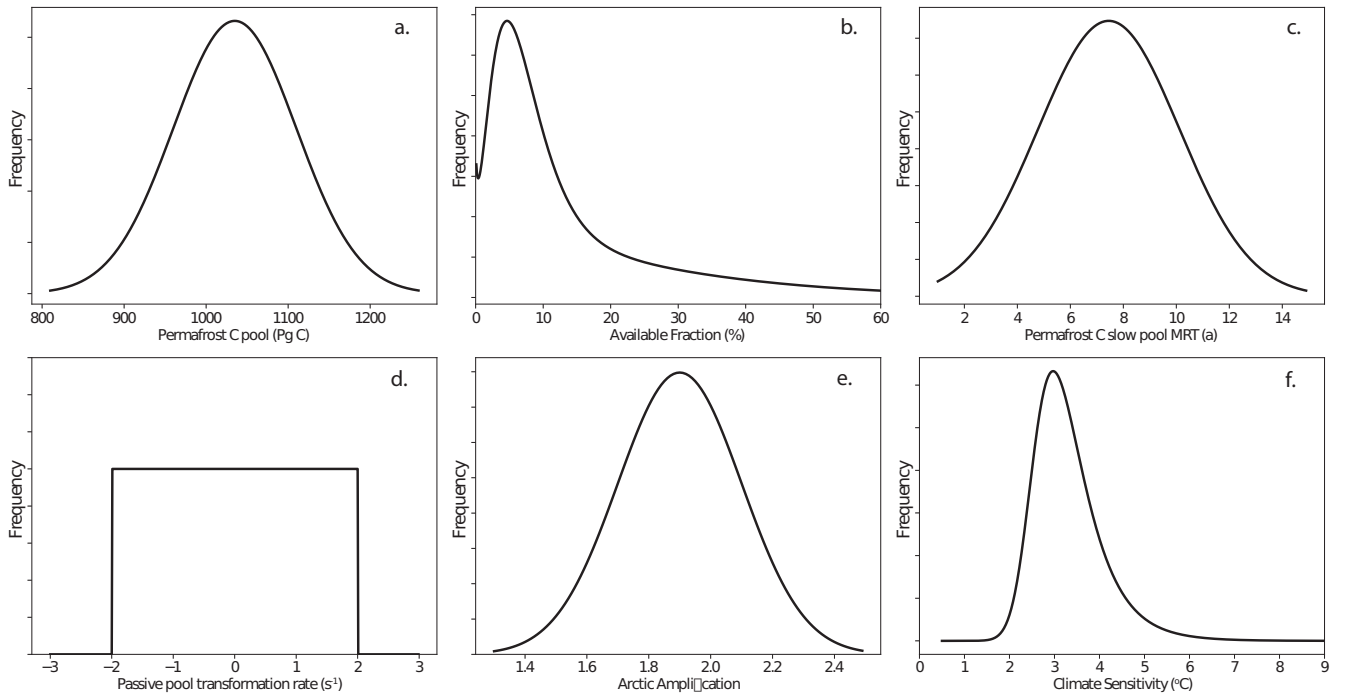 a.
Frequency
800 900 1000 1100 1200
Permafrost C pool (Pg C)
b.
Frequency
0 10 20 30 40 50 60
Available Fraction (%)
c.
Frequency
2 4 6 8 10 12 14
Permafrost C slow pool MRT (a)
d.
Frequency
−3 −2 −1 0 1 2 3
Passive pool transformation rate (s⁻¹)
e.
Frequency
1.4 1.6 1.8 2.0 2.2 2.4
Arctic Ampli▯cation
f.
Frequency
0 1 2 3 4 5 6 7 8 9
Climate Sensitivity (°C)